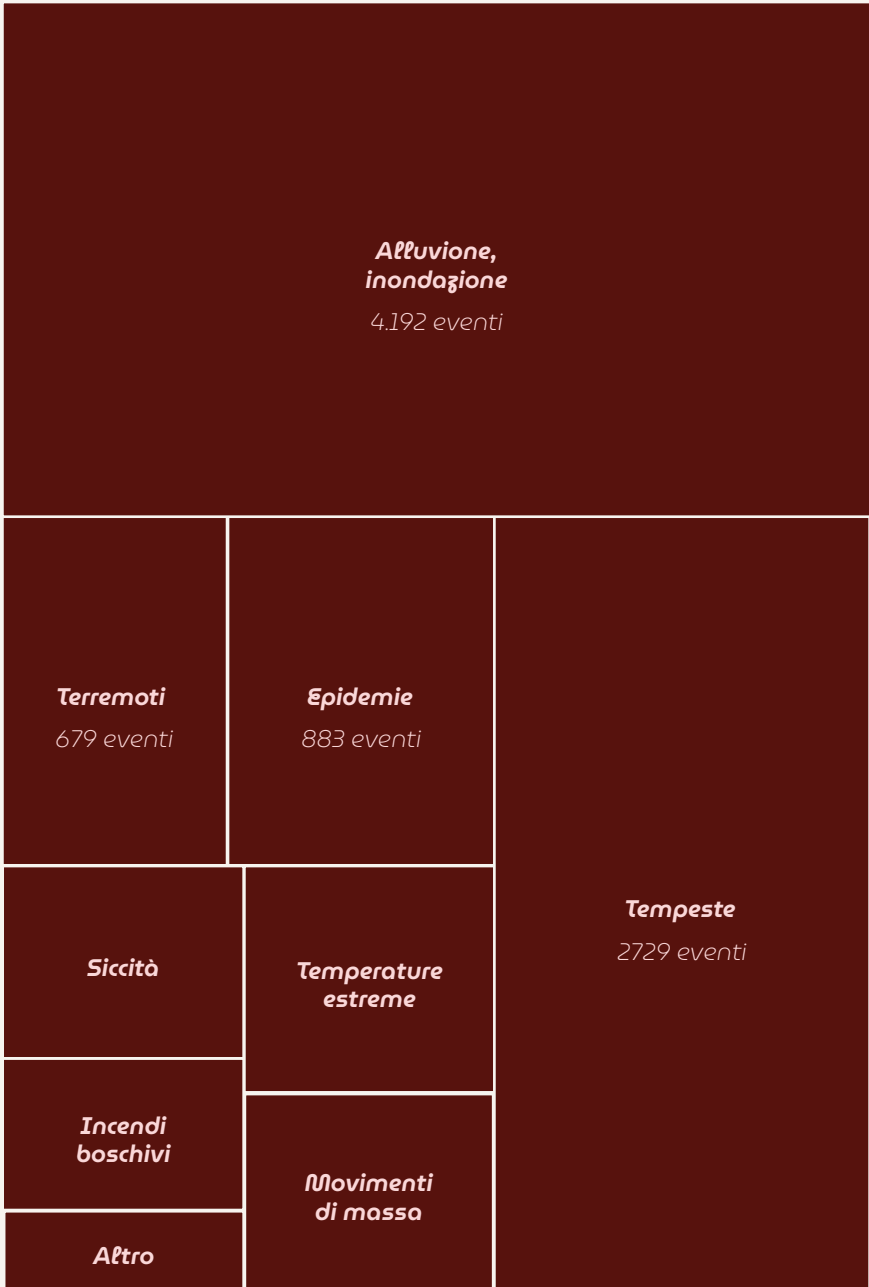 Alluvione,
inondazione
4.192 eventi
Terremoti
679 eventi
Epidemie
883 eventi
Tempeste
2729 eventi
Siccità
Temperature
estreme
Incendi
boschivi
Movimenti
di massa
Altro